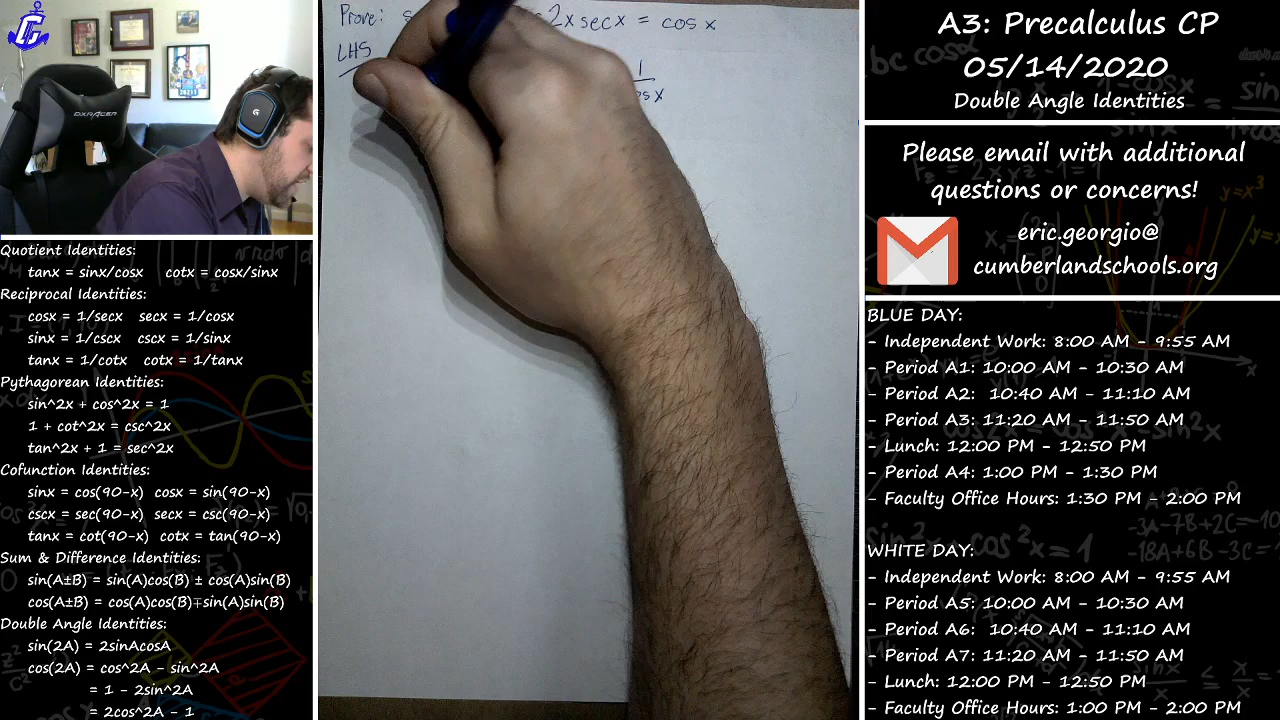 Prove: 2x sec x = cos x
LHS
1
A3: Precalculus CP
05/14/2020
Double Angle Identities
Please email with additional
questions or concerns!
eric.georgio@
cumberlandschools.org
Quotient Identities:
tanx = sinx/cosx cotx = cosx/sinx
Reciprocal Identities:
cosx = 1/secx secx = 1/cosx
sinx = 1/cscx cscx = 1/sinx
tanx = 1/cotx cotx = 1/tanx
Pythagorean Identities:
sin^2x + cos^2x = 1
1 + cot^2x = csc^2x
tan^2x + 1 = sec^2x
Cofunction Identities:
sinx = cos(90-x) cosx = sin(90-x)
cscx = sec(90-x) secx = csc(90-x)
tanx = cot(90-x) cotx = tan(90-x)
Sum & Difference Identities:
sin(A±B) = sin(A)cos(B) ± cos(A)sin(B)
cos(A±B) = cos(A)cos(B)∓sin(A)sin(B)
Double Angle Identities:
sin(2A) = 2sinAcosA
cos(2A) = cos^2A - sin^2A
= 1 - 2sin^2A
= 2cos^2A - 1
BLUE DAY:
- Independent Work: 8:00 AM - 9:55 AM
- Period A1: 10:00 AM - 10:30 AM
- Period A2: 10:40 AM - 11:10 AM
- Period A3: 11:20 AM - 11:50 AM
- Lunch: 12:00 PM - 12:50 PM
- Period A4: 1:00 PM - 1:30 PM
- Faculty Office Hours: 1:30 PM - 2:00 PM
WHITE DAY:
- Independent Work: 8:00 AM - 9:55 AM
- Period A5: 10:00 AM - 10:30 AM
- Period A6: 10:40 AM - 11:10 AM
- Period A7: 11:20 AM - 11:50 AM
- Lunch: 12:00 PM - 12:50 PM
- Faculty Office Hours: 1:00 PM - 2:00 PM